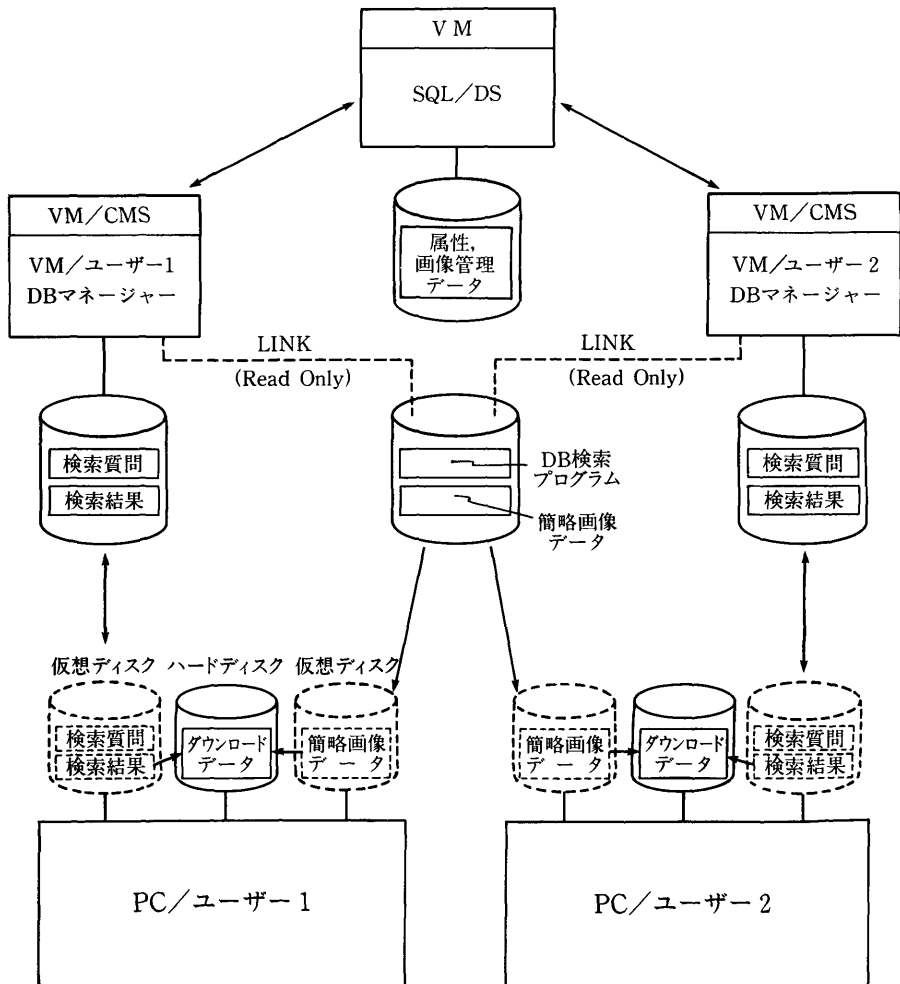 VM
SQL/DS
VM/CMS
VM/ユーザー1
DBマネージャー
属性,
画像管理
データ
VM/CMS
VM/ユーザー2
DBマネージャー
LINK
(Read Only)
LINK
(Read Only)
検索質問
検索結果
DB検索
プログラム
簡略画像
データ
検索質問
検索結果
仮想ディスク
ハードディスク
仮想ディスク
検索質問
検索結果
ダウンロード
データ
簡略画像
データ
簡略画像
データ
ダウンロード
データ
検索質問
検索結果
PC/ユーザー1
PC/ユーザー2